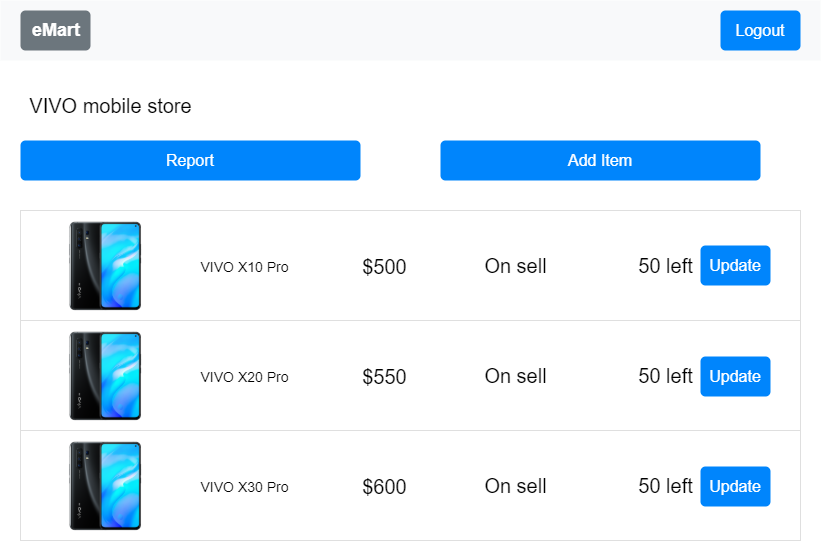 eMart
Logout
VIVO mobile store
Report
Add Item
VIVO X10 Pro
$500
On sell
50 left
Update
VIVO X20 Pro
$550
On sell
50 left
Update
VIVO X30 Pro
$600
On sell
50 left
Update